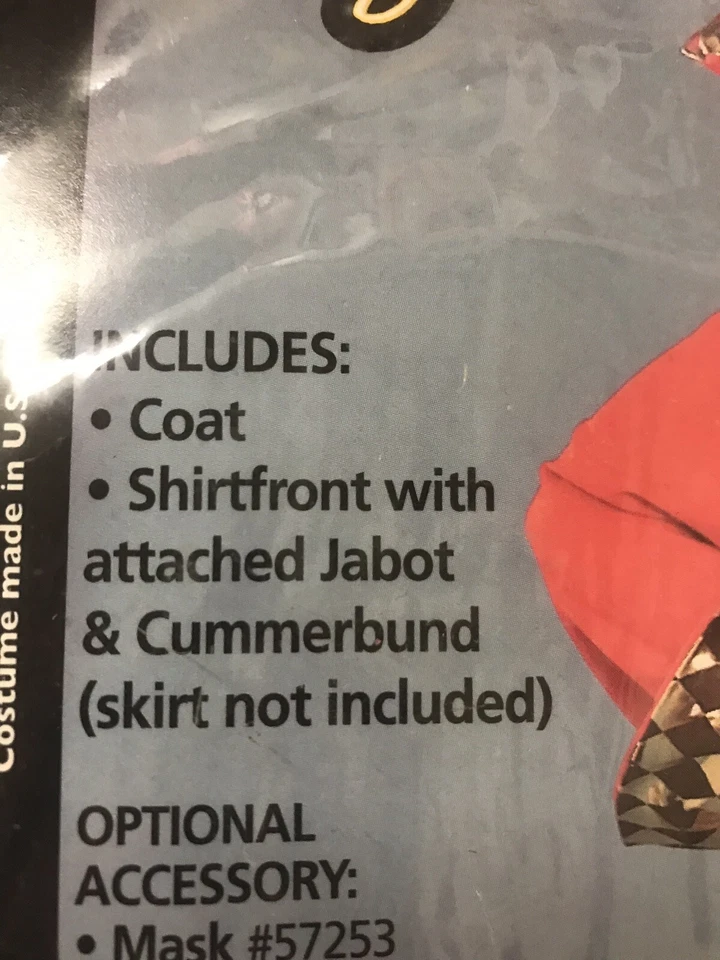 INCLUDES:
• Coat
• Shirtfront with
attached Jabot
& Cummerbund
(skirt not included)
OPTIONAL
ACCESSORY:
• Mask #57253
Costume made in U.S.